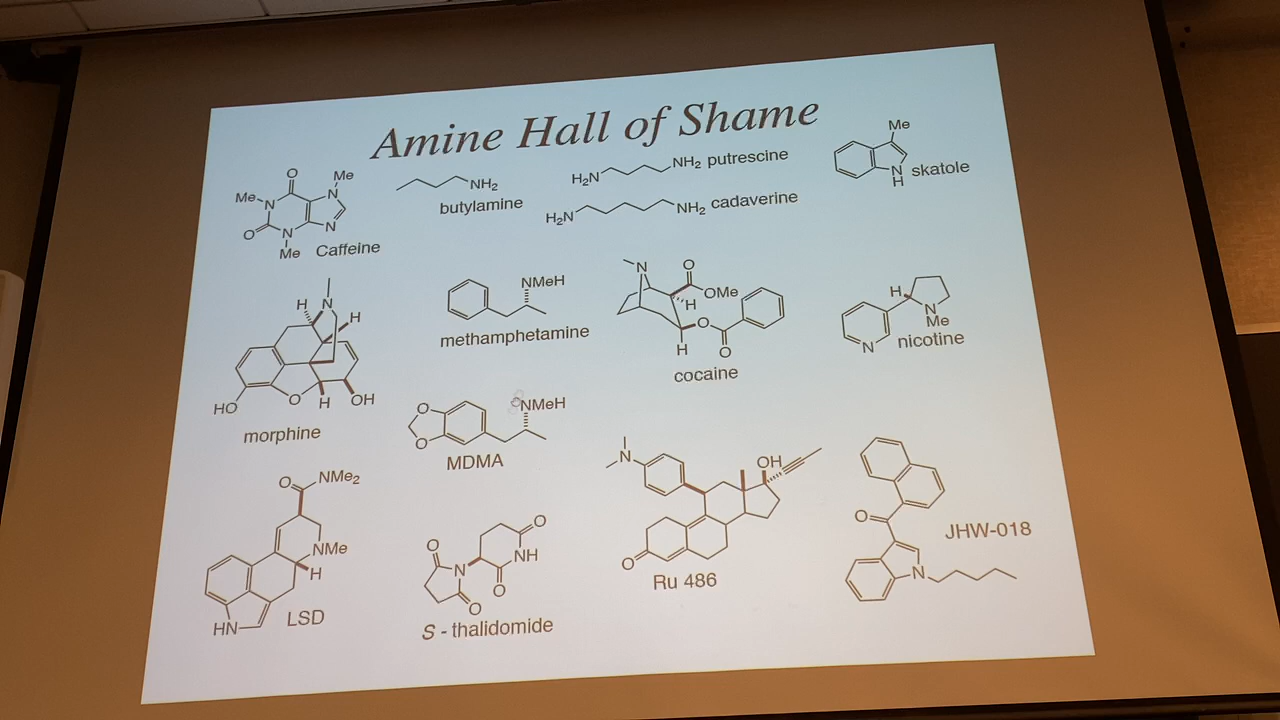 Amine Hall of Shame
O
Me
Me
N
N
O
N
N
Me
Caffeine
NH2
butylamine
H2N
NH2 putrescine
H2N
NH2 cadaverine
Me
N
H
skatole
H
N
H
HO
O
H
OH
morphine
NMeH
methamphetamine
N
O
OMe
H
O
H
O
cocaine
H
N
Me
N
nicotine
O
O
NMeH
MDMA
O
NMe2
NMe
H
HN
LSD
O
N
O
O
NH
O
S - thalidomide
N
OH
O
Ru 486
O
N
JHW-018